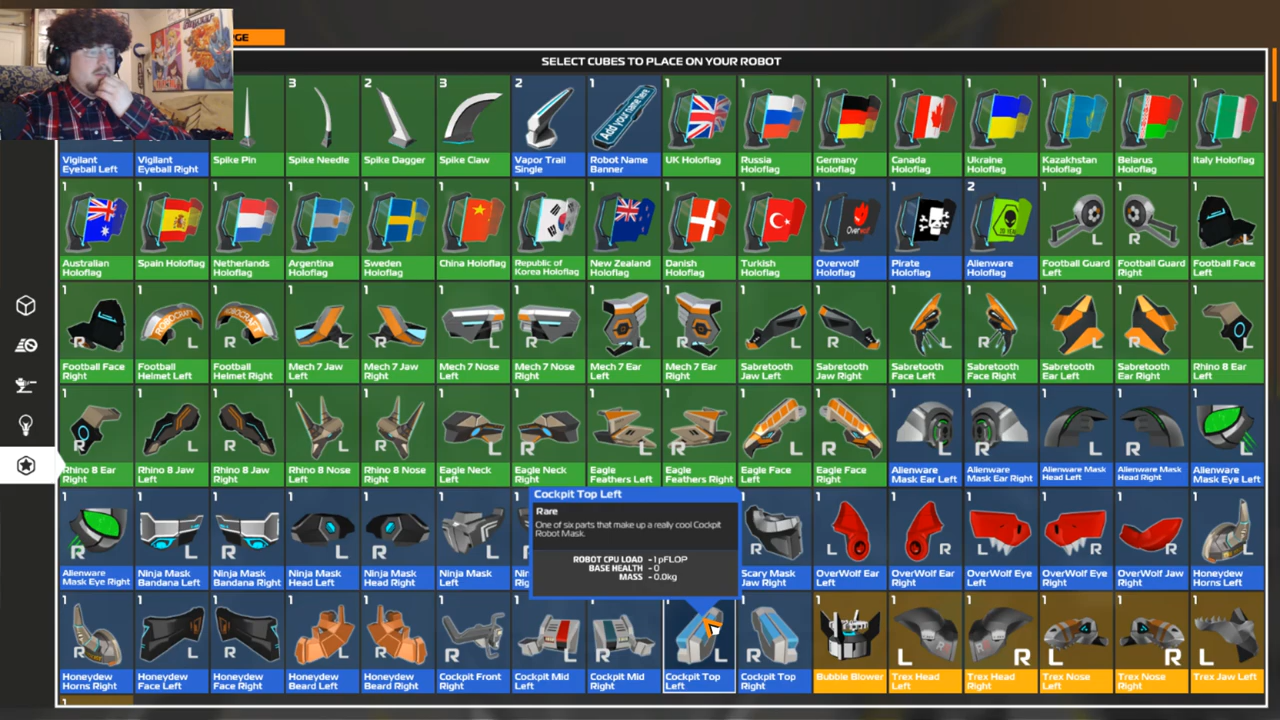 GE
SELECT CUBES TO PLACE ON YOUR ROBOT
3 2 3 2 1 1 1 1 1 1 1 1 1
Add your name here
Vigilant Eyeball Left
Vigilant Eyeball Right
Spike Pin
Spike Needle
Spike Dagger
Spike Claw
Vapor Trail Single
Robot Name Banner
UK Holoflag
Russia Holoflag
Germany Holoflag
Canada Holoflag
Ukraine Holoflag
Kazakhstan Holoflag
Belarus Holoflag
Italy Holoflag
1 1 1 1 1 1 1 1 1 1 1 1 2 1 1 1
Overwolf
L R L
Australian Holoflag
Spain Holoflag
Netherlands Holoflag
Argentina Holoflag
Sweden Holoflag
China Holoflag
Republic of Korea Holoflag
New Zealand Holoflag
Danish Holoflag
Turkish Holoflag
Overwolf Holoflag
Pirate Holoflag
Alienware Holoflag
Football Guard Left
Football Guard Right
Football Face Left
1 1 1 1 1 1 1 1 1 1 1 1 1 1 1 1
ROBOCRAFT
R L R L R L R L R L R L R L R L
Football Face Right
Football Helmet Left
Football Helmet Right
Mech 7 Jaw Left
Mech 7 Jaw Right
Mech 7 Nose Left
Mech 7 Nose Right
Mech 7 Ear Left
Mech 7 Ear Right
Sabretooth Jaw Left
Sabretooth Jaw Right
Sabretooth Face Left
Sabretooth Face Right
Sabretooth Ear Left
Sabretooth Ear Right
Rhino 8 Ear Left
1 1 1 1 1 1 1 1 1 1 1 1 1 1 1 1
R L R L R L R L R L R L R L R L
Rhino 8 Ear Right
Rhino 8 Jaw Left
Rhino 8 Jaw Right
Rhino 8 Nose Left
Rhino 8 Nose Right
Eagle Neck Left
Eagle Neck Right
Eagle Feathers Left
Eagle Feathers Right
Eagle Face Left
Eagle Face Right
Alienware Mask Ear Left
Alienware Mask Ear Right
Alienware Mask Head Left
Alienware Mask Head Right
Alienware Mask Eye Left
Cockpit Top Left
Rare
One of six parts that make up a really cool Cockpit
Robot Mask.
ROBOT CPU LOAD - 1 pFLOP
BASE HEALTH - 0
MASS - 0.0kg
1 1 1 1 1 1 1 1 1 1 1 1 1
R L R L R L R L R L R L R L
Alienware Mask Eye Right
Ninja Mask Bandana Left
Ninja Mask Bandana Right
Ninja Mask Head Left
Ninja Mask Head Right
Ninja Mask Left
Scary Mask Jaw Right
OverWolf Ear Left
OverWolf Ear Right
OverWolf Eye Left
OverWolf Eye Right
OverWolf Jaw Right
Honeydew Horns Left
1 1 1 1 1 1 1 1 1 1 1 1 1 1 1 1
R L R L R R L R L R L R L R L
Honeydew Horns Right
Honeydew Face Left
Honeydew Face Right
Honeydew Beard Left
Honeydew Beard Right
Cockpit Front Right
Cockpit Mid Left
Cockpit Mid Right
Cockpit Top Left
Cockpit Top Right
Bubble Blower
Trex Head Left
Trex Head Right
Trex Nose Left
Trex Nose Right
Trex Jaw Left
1